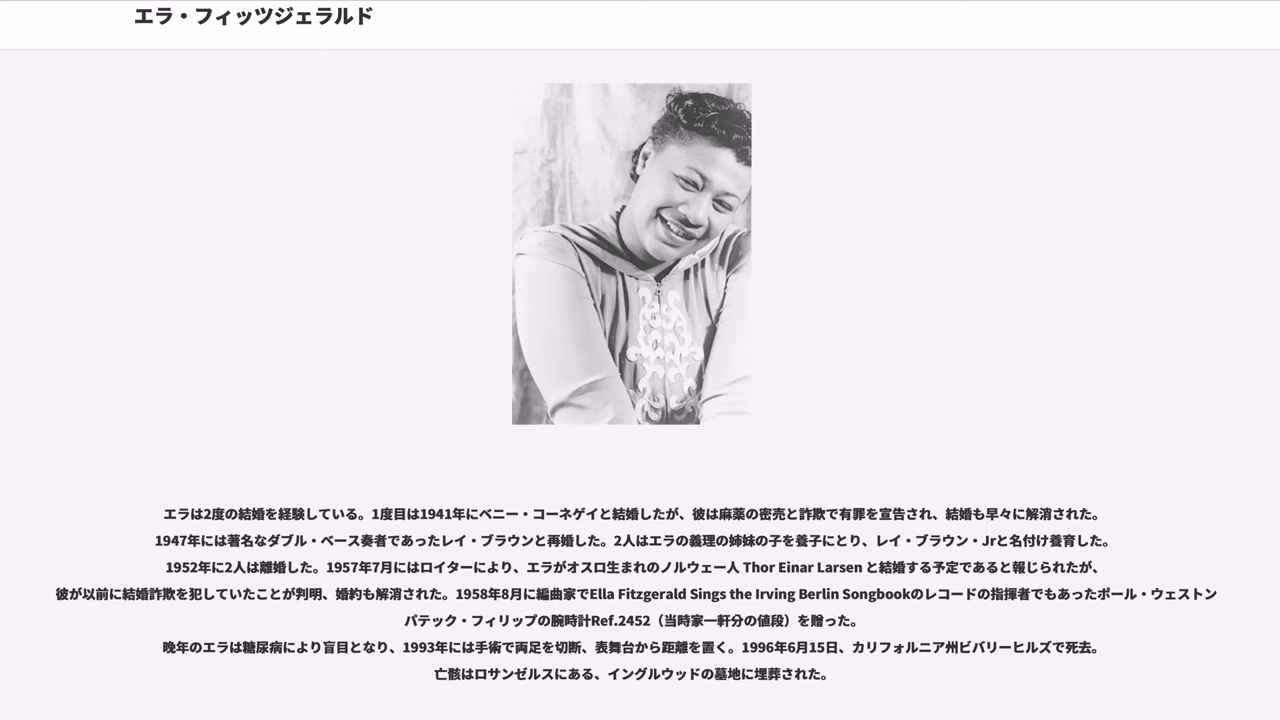 エラ・フィッツジェラルド
エラは2度の結婚を経験している。1度目は1941年にベニー・コーネゲイと結婚したが、彼は麻薬の密売と詐欺で有罪を宣告され、結婚も早々に解消された。
1947年には著名なダブル・ベース奏者であったレイ・ブラウンと再婚した。2人はエラの義理の姉妹の子を養子にとり、レイ・ブラウン・Jrと名付け養育した。
1952年に2人は離婚した。1957年7月にはロイターにより、エラがオスロ生まれのノルウェー人 Thor Einar Larsen と結婚する予定であると報じられたが、
彼が以前に結婚詐欺を犯していたことが判明、婚約も解消された。1958年8月に編曲家でElla Fitzgerald Sings the Irving Berlin Songbookのレコードの指揮者でもあったポール・ウェストン
パテック・フィリップの腕時計Ref.2452（当時家一軒分の値段）を贈った。
晩年のエラは糖尿病により盲目となり、1993年には手術で両足を切断、表舞台から距離を置く。1996年6月15日、カリフォルニア州ビバリーヒルズで死去。
亡骸はロサンゼルスにある、イングルウッドの墓地に埋葬された。